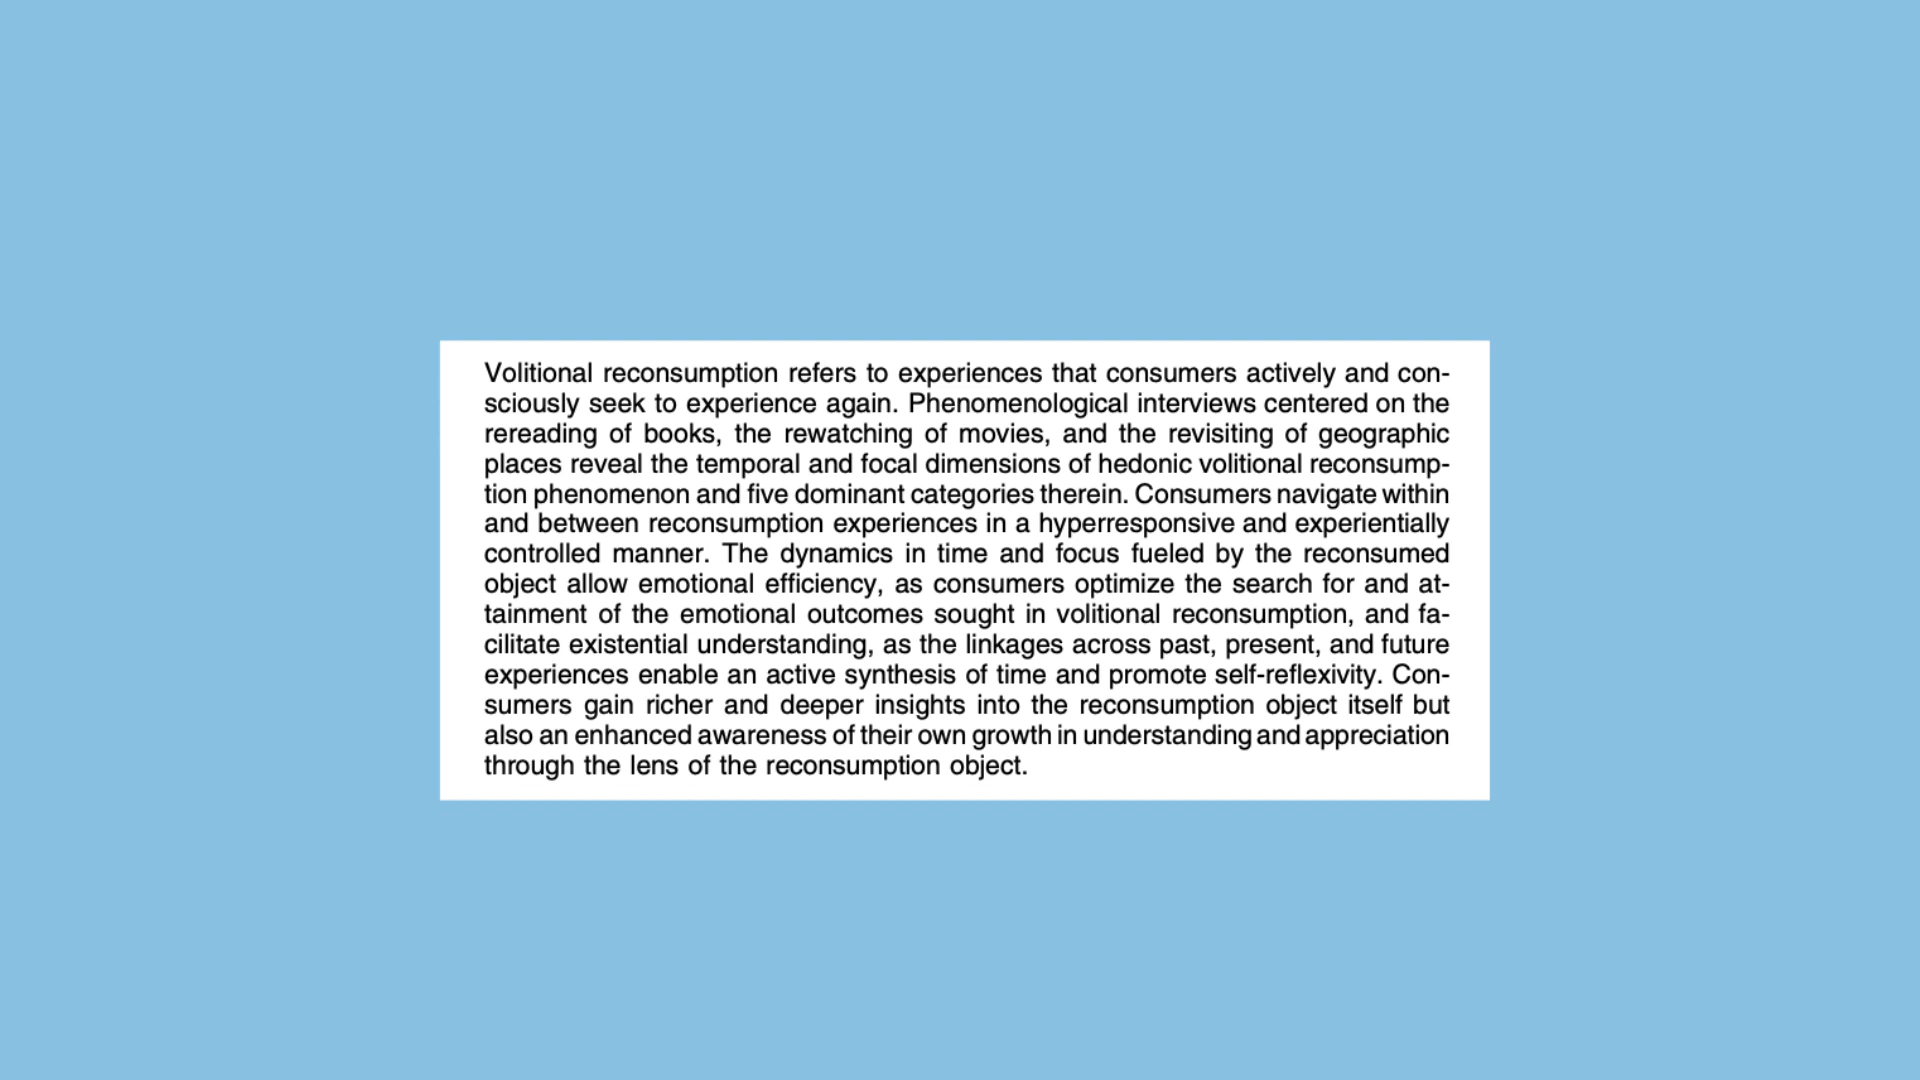 Volitional reconsumption refers to experiences that consumers actively and con-
sciously seek to experience again. Phenomenological interviews centered on the
rereading of books, the rewatching of movies, and the revisiting of geographic
places reveal the temporal and focal dimensions of hedonic volitional reconsump-
tion phenomenon and five dominant categories therein. Consumers navigate within
and between reconsumption experiences in a hyperresponsive and experientially
controlled manner. The dynamics in time and focus fueled by the reconsumed
object allow emotional efficiency, as consumers optimize the search for and at-
tainment of the emotional outcomes sought in volitional reconsumption, and fa-
cilitate existential understanding, as the linkages across past, present, and future
experiences enable an active synthesis of time and promote self-reflexivity. Con-
sumers gain richer and deeper insights into the reconsumption object itself but
also an enhanced awareness of their own growth in understanding and appreciation
through the lens of the reconsumption object.